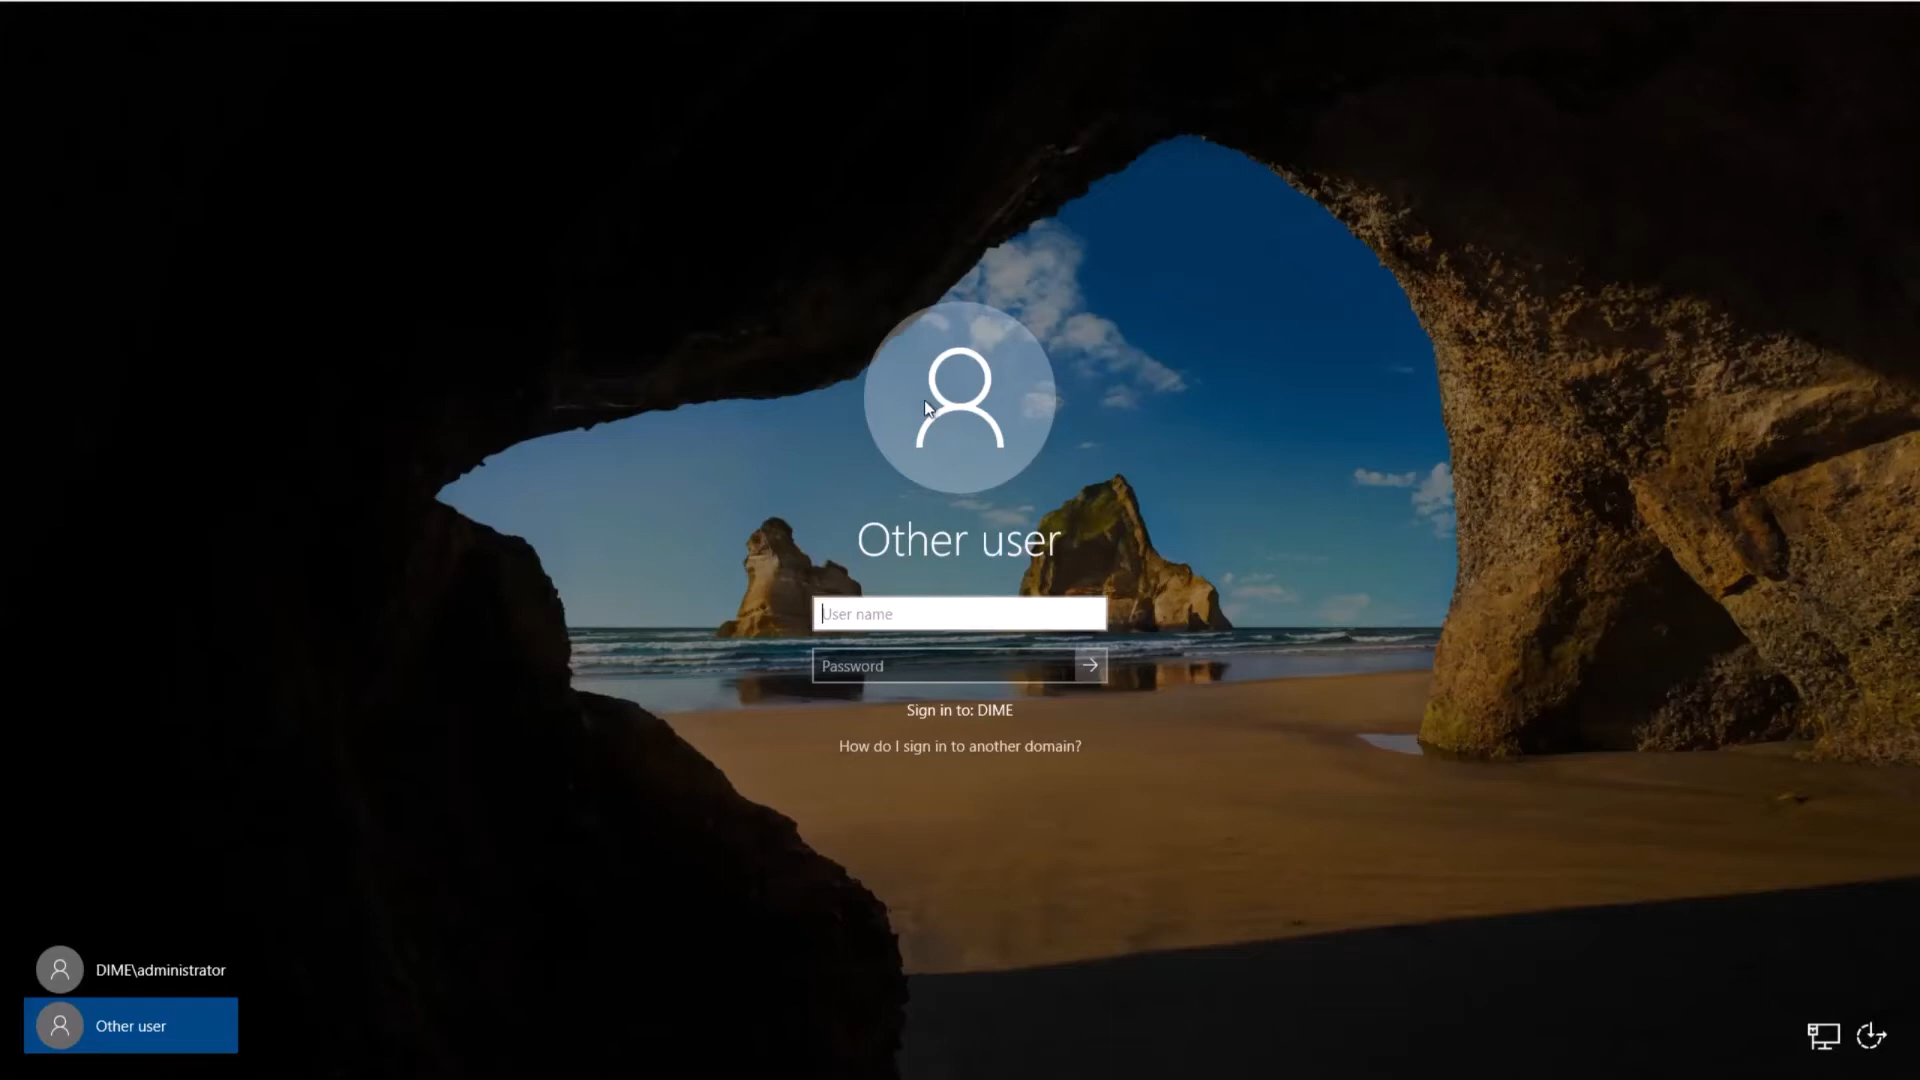 Other user
User name
Password
Sign in to: DIME
How do I sign in to another domain?
DIME\administrator
Other user